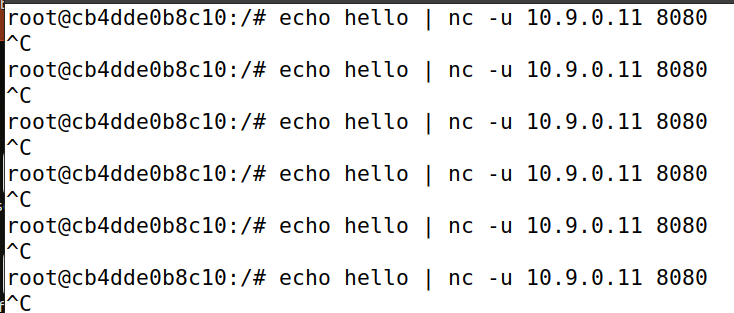 root@cb4dde0b8c10:/# echo hello | nc -u 10.9.0.11 8080
^C
root@cb4dde0b8c10:/# echo hello | nc -u 10.9.0.11 8080
^C
root@cb4dde0b8c10:/# echo hello | nc -u 10.9.0.11 8080
^C
root@cb4dde0b8c10:/# echo hello | nc -u 10.9.0.11 8080
^C
root@cb4dde0b8c10:/# echo hello | nc -u 10.9.0.11 8080
^C
root@cb4dde0b8c10:/# echo hello | nc -u 10.9.0.11 8080
^C